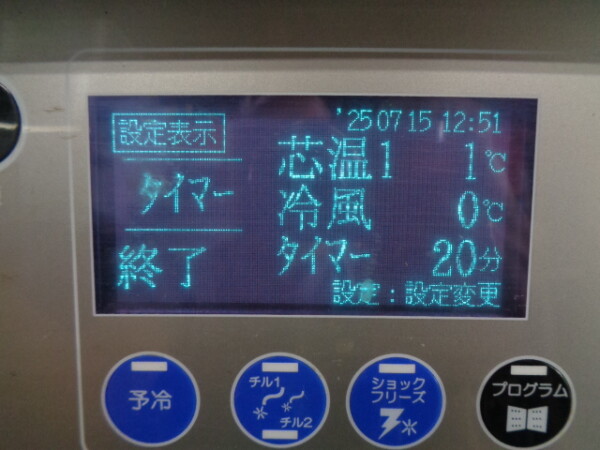 設定表示
'25 07 15 12:51
芯温1 1℃
タイマー
冷風 0℃
終了
タイマー 20分
設定：設定変更
予冷
チル1
チル2
ショック
フリーズ
プログラム